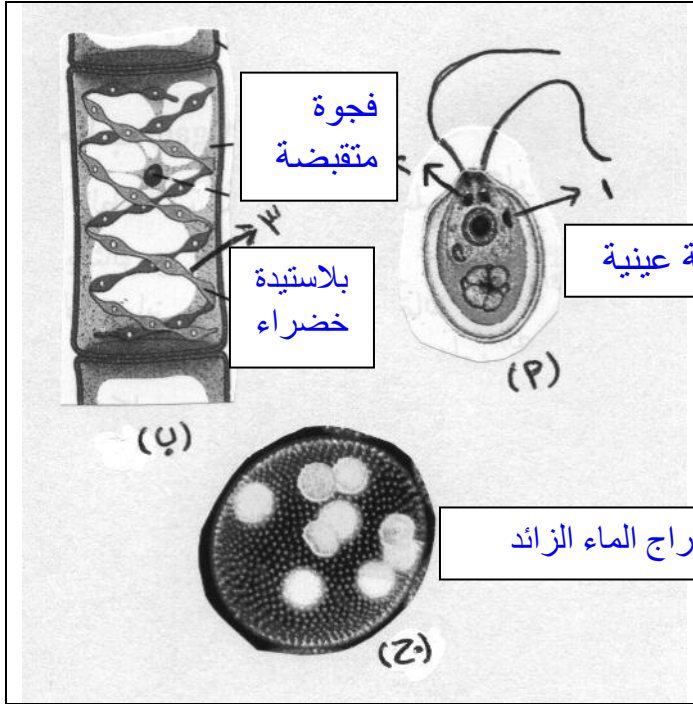 فجوة
متقبضة
٢
١
ة عينية
٣
بلاستيدة
خضراء
(م)
(ب)
راج الماء الزائد
(ج)